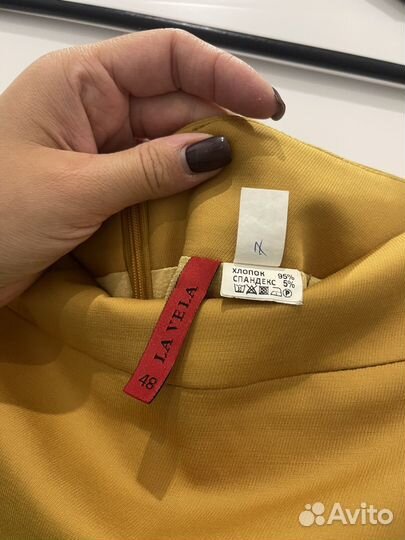 ХЛОПОК 95%
СПАНДЕКС 5%
P
LA VELA
48
Avito